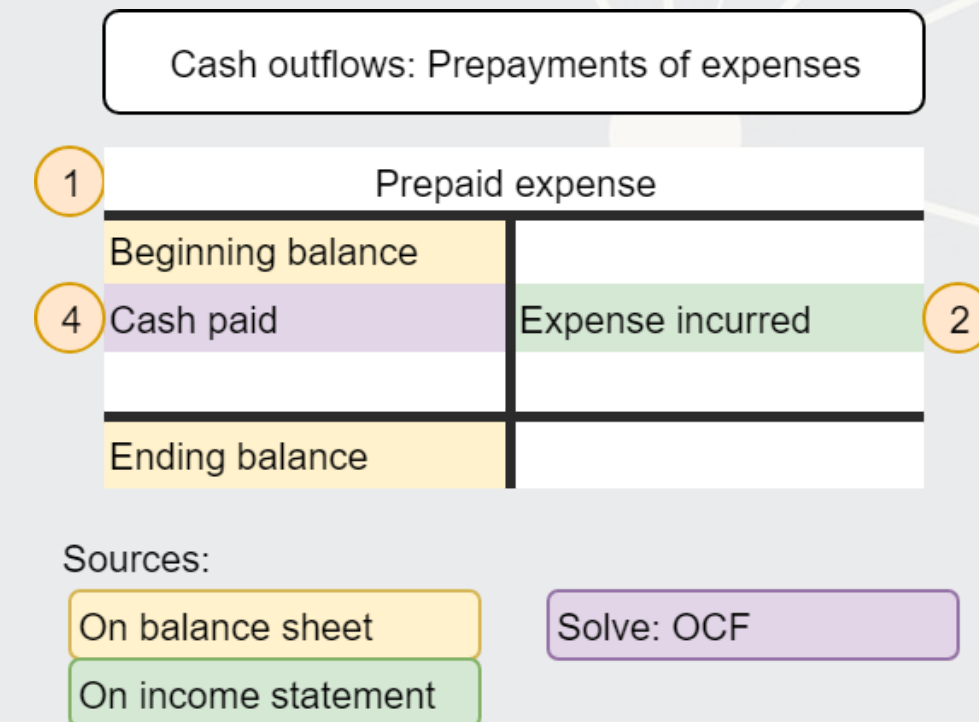 Cash outflows: Prepayments of expenses
1
Prepaid expense
Beginning balance
4
Cash paid
Expense incurred
2
Ending balance
Sources:
On balance sheet
Solve: OCF
On income statement